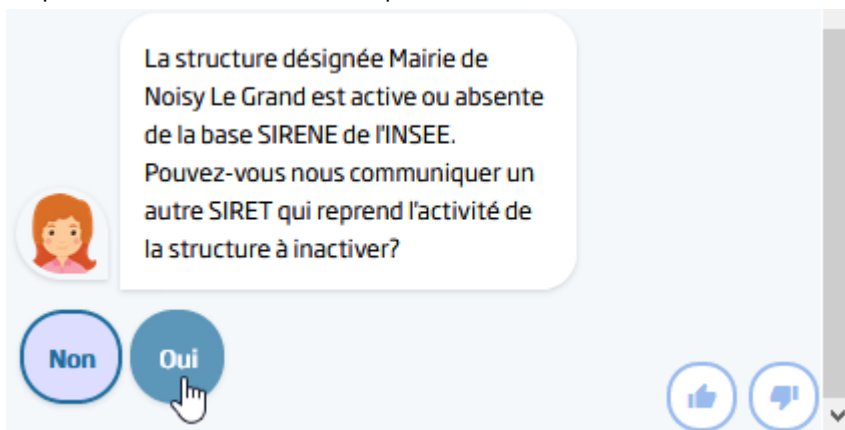 La structure désignée Mairie de
Noisy Le Grand est active ou absente
de la base SIRENE de l'INSEE.
Pouvez-vous nous communiquer un
autre SIRET qui reprend l'activité de
la structure à inactiver?
Non
Oui